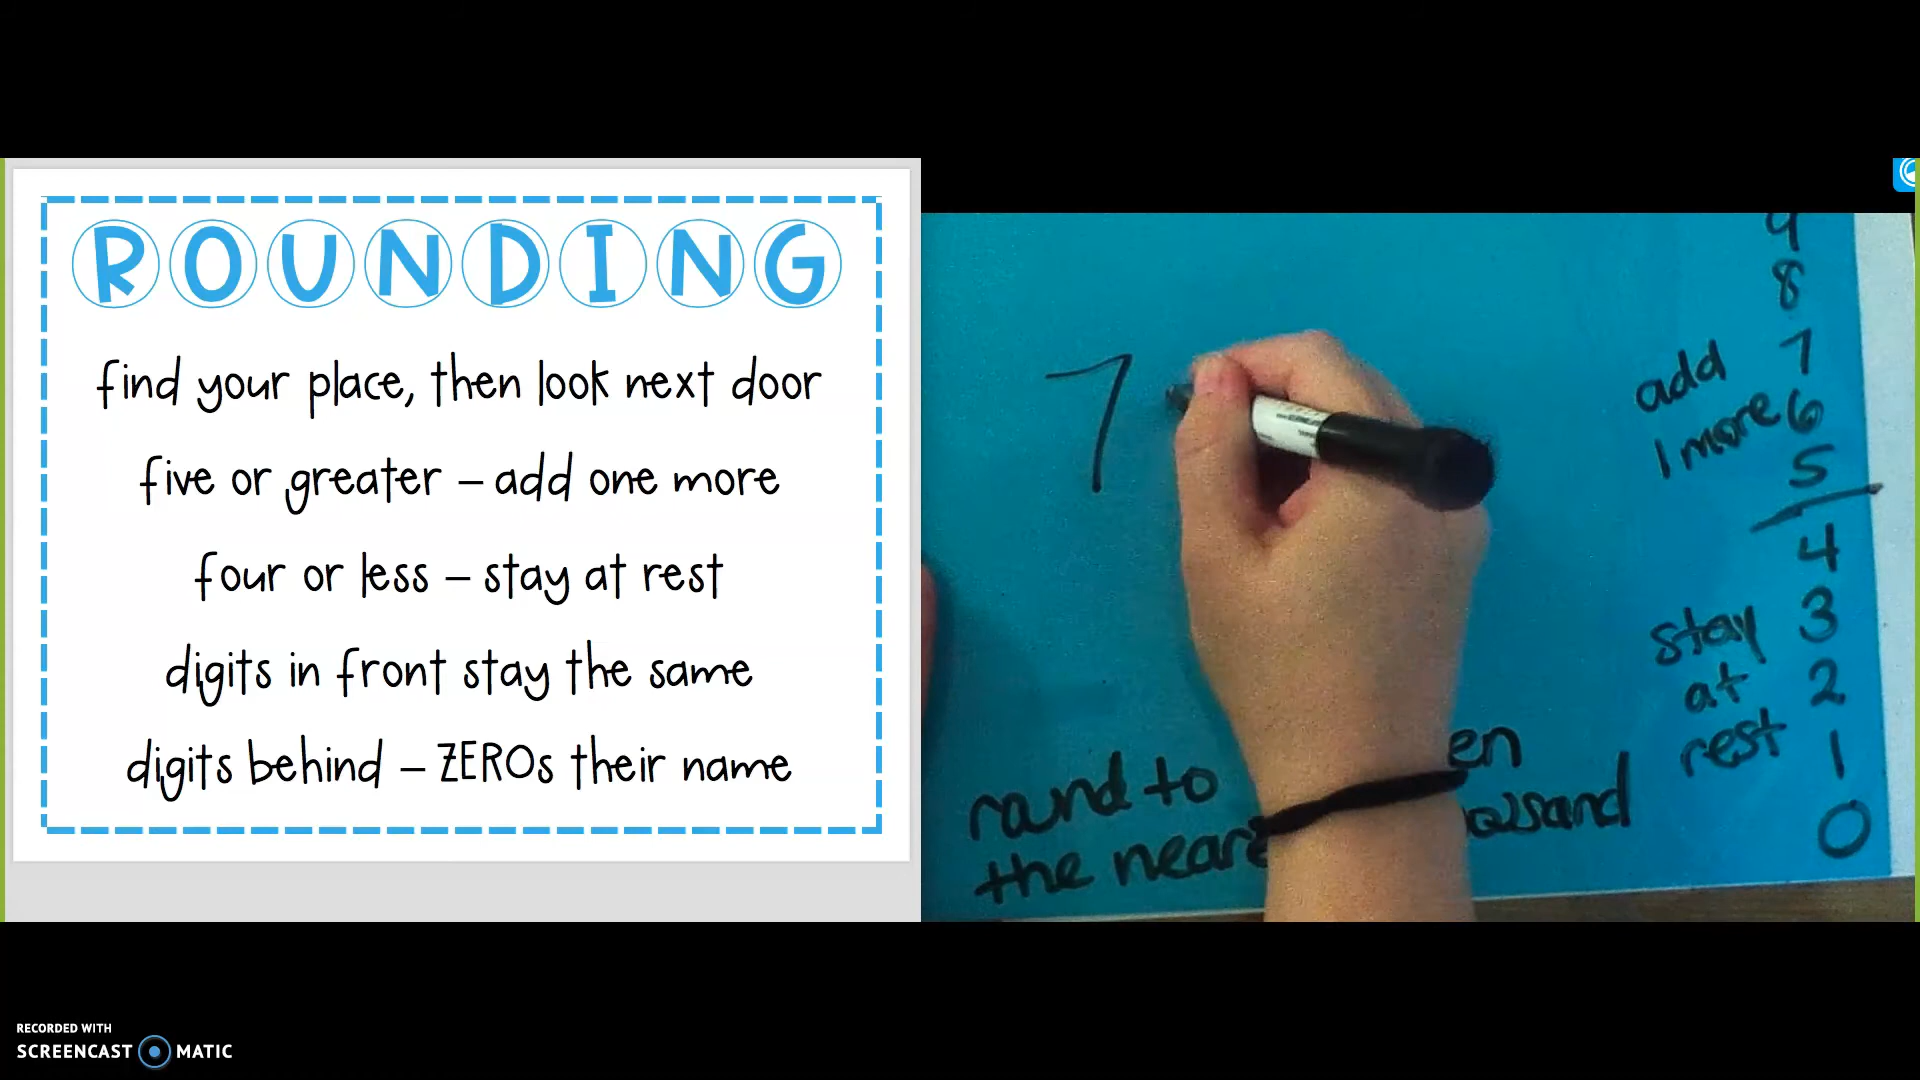 ROUNDING
find your place, then look next door
five or greater – add one more
four or less – stay at rest
digits in front stay the same
digits behind – ZEROs their name
7
9
8
7
6
5
4
3
2
1
0
add
1 more
stay
at
rest
round to
the
en
RECORDED WITH
SCREENCAST MATIC